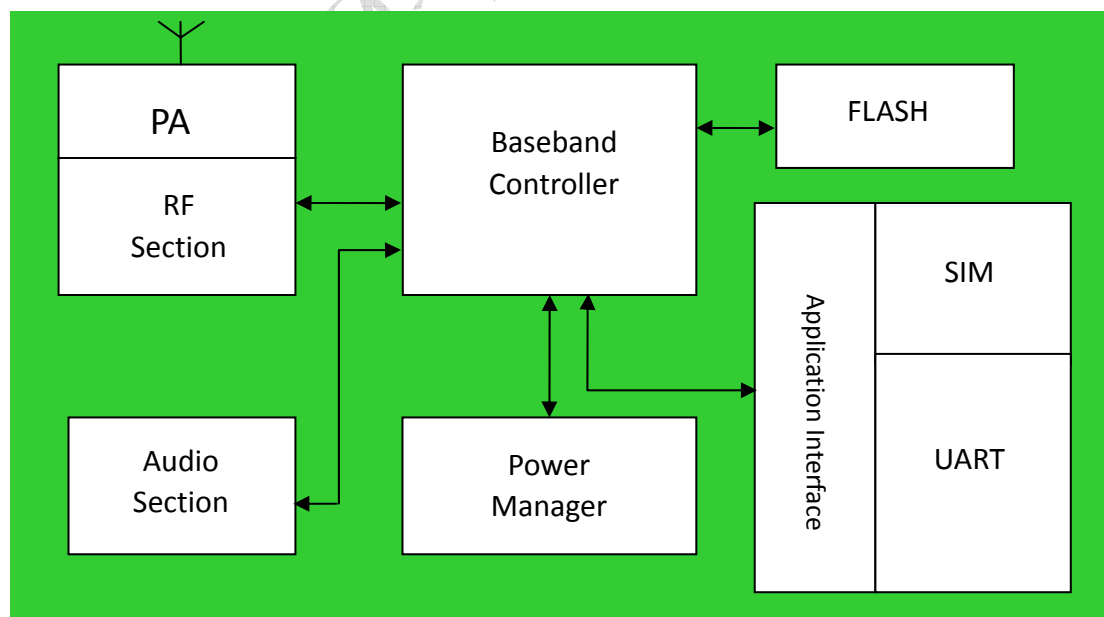 PA
RF
Section
Baseband
Controller
FLASH
Application Interface
SIM
UART
Audio
Section
Power
Manager